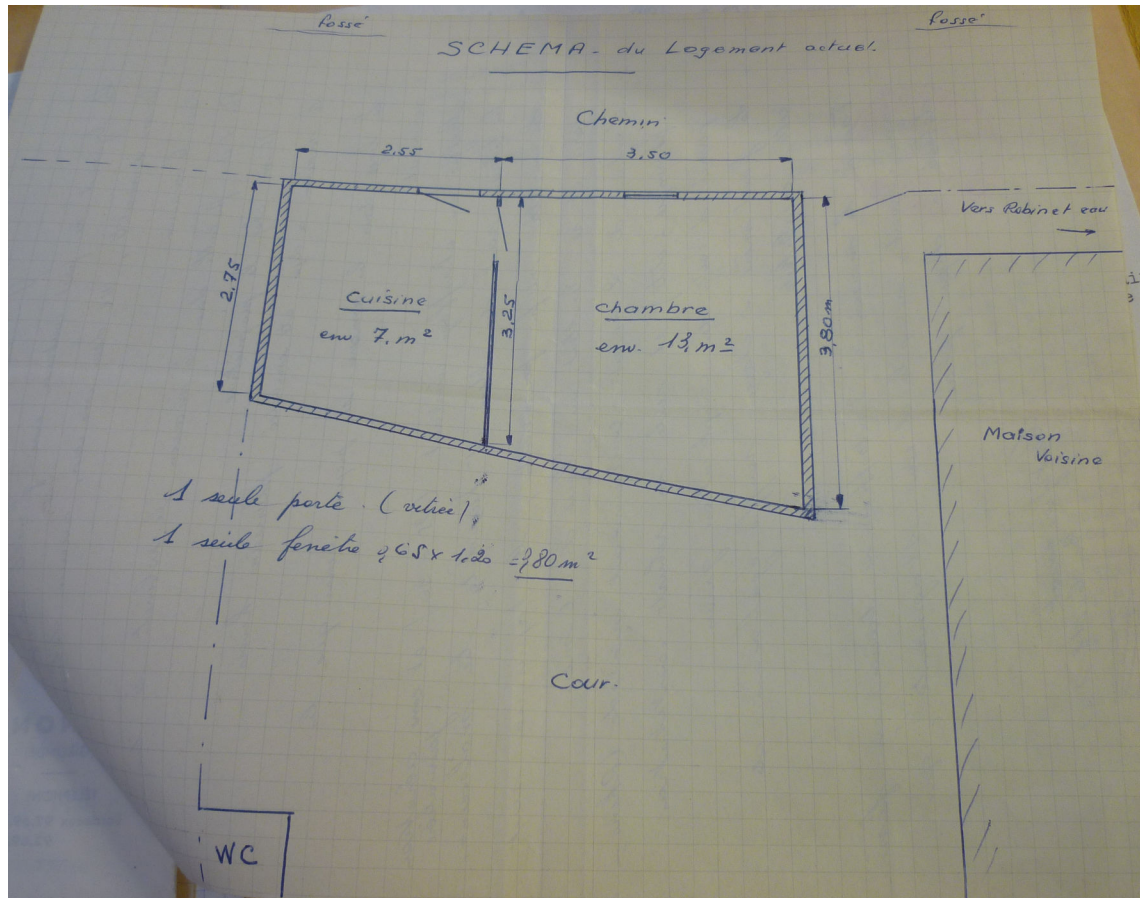 fossé
fossé
SCHEMA - du Logement actuel.
Chemin
2,55
3,50
Vers Robinet eau
2,75
3,25
3,80m
Cuisine
env 7, m²
chambre
env. 13, m²
Maison
Voisine
1 seule porte. (vitrée)
1 seule fenêtre 0,65 x 1.20 = 0,80 m²
Cour.
WC